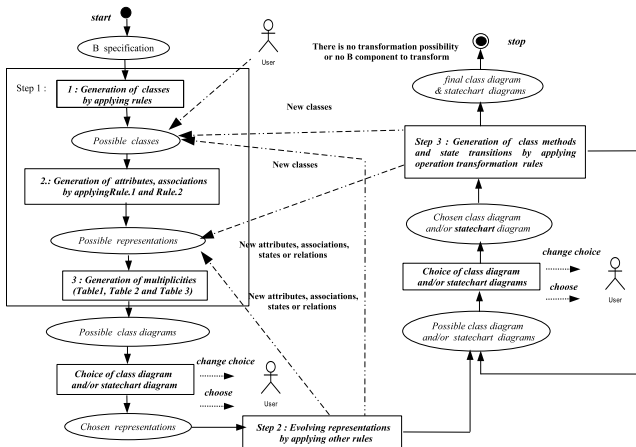 start
B specification
User
There is no transformation possibility
or no B component to transform
stop
final class diagram
& statechart diagrams
Step 1 :
1 : Generation of classes
by applying rules
New classes
Possible classes
Step 3 : Generation of class methods
and state transitions by applying
operation transformation rules
New classes
2.: Generation of attributes, associations
by applyingRule.1 and Rule.2
Possible representations
New attributes, associations,
states or relations
Chosen class diagram
and/or statechart diagram
3 : Generation of multiplicities
(Table1, Table 2 and Table 3)
New attributes, associations,
states or relations
Choice of class diagram
and/or statechart diagrams
change choice
choose
User
Possible class diagrams
Possible class diagram
and/or statechart diagrams
Choice of class diagram
and/or statechart diagram
change choice
choose
User
Chosen representations
Step 2 : Evolving representations
by applying other rules